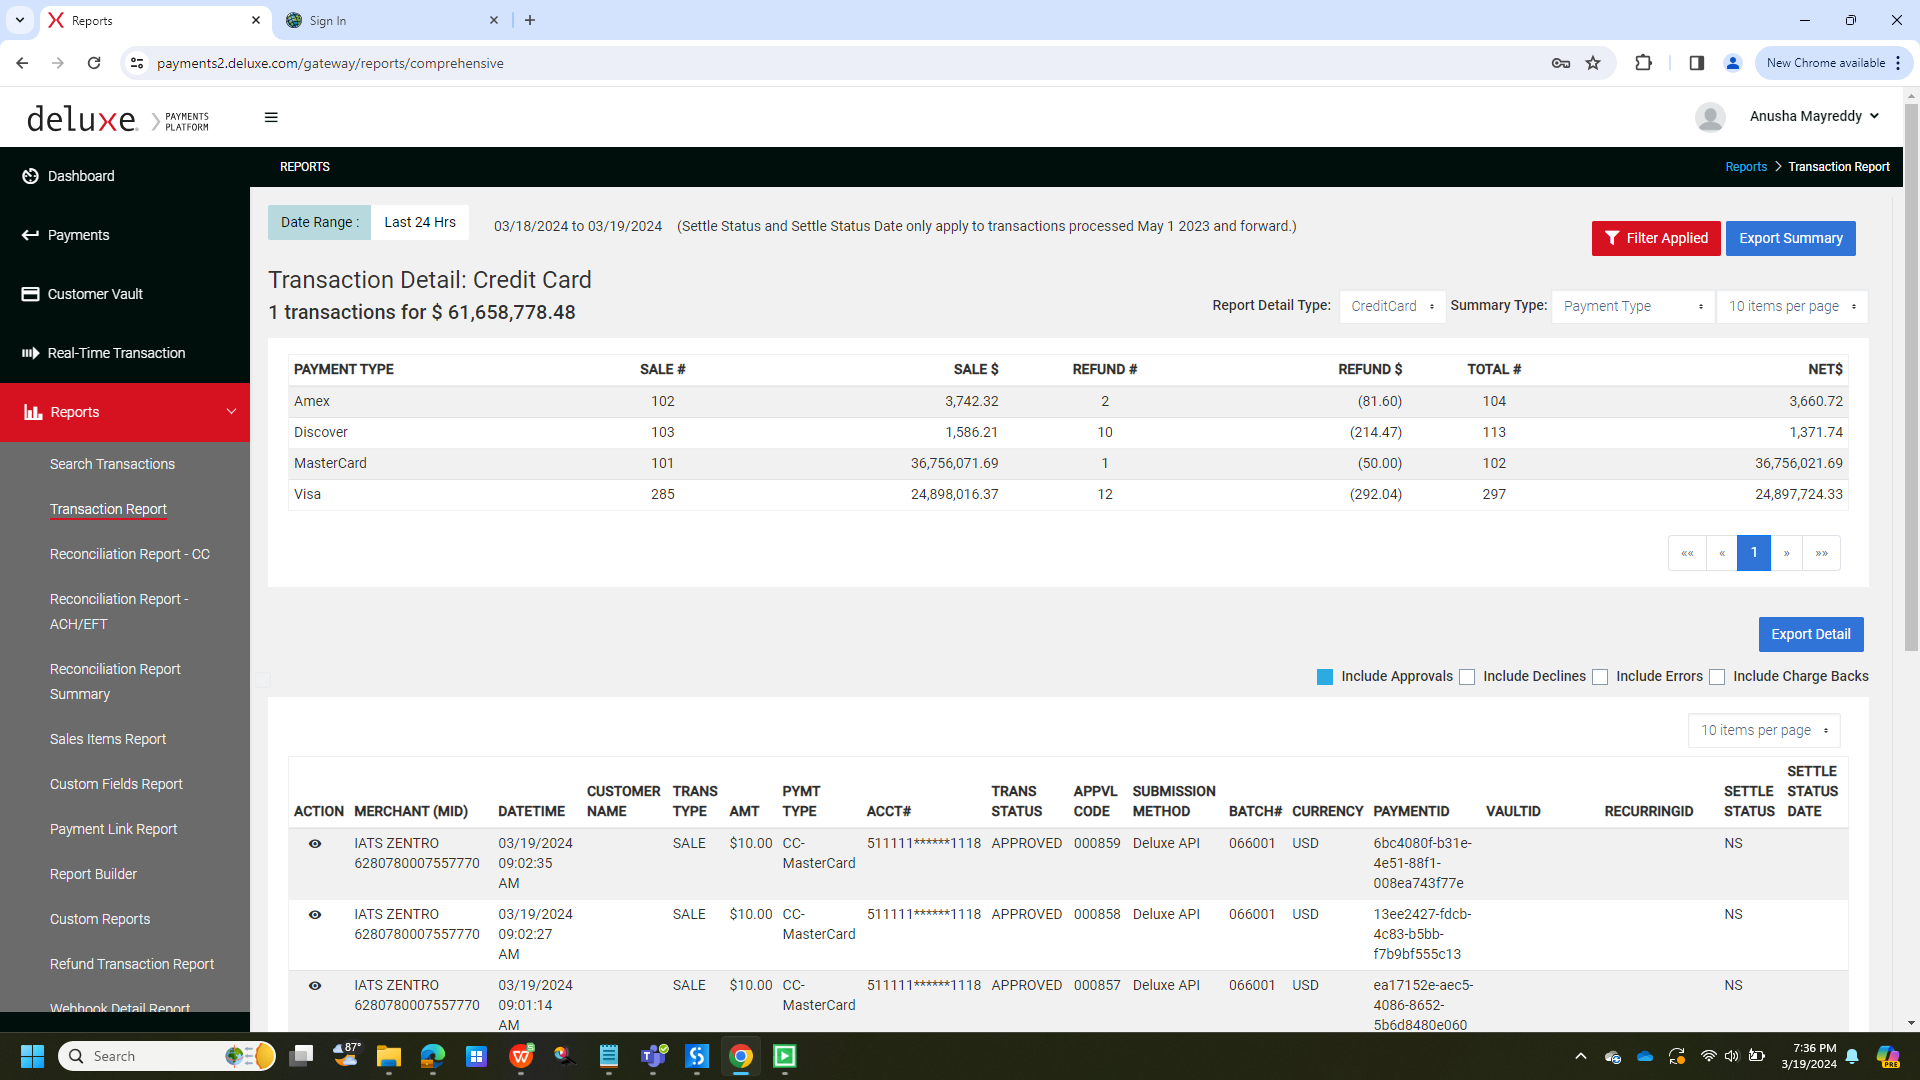 Reports
Sign In
payments2.deluxe.com/gateway/reports/comprehensive
New Chrome available
deluxe. PAYMENTS PLATFORM
Anusha Mayreddy
Dashboard
Payments
Customer Vault
Real-Time Transaction
Reports
Search Transactions
Transaction Report
Reconciliation Report - CC
Reconciliation Report -
ACH/EFT
Reconciliation Report
Summary
Sales Items Report
Custom Fields Report
Payment Link Report
Report Builder
Custom Reports
Refund Transaction Report
Webhook Detail Report
REPORTS
Reports > Transaction Report
Date Range : Last 24 Hrs 03/18/2024 to 03/19/2024 (Settle Status and Settle Status Date only apply to transactions processed May 1 2023 and forward.)
Filter Applied Export Summary
Transaction Detail: Credit Card
1 transactions for $ 61,658,778.48
Report Detail Type: CreditCard Summary Type: Payment Type 10 items per page
PAYMENT TYPE SALE # SALE $ REFUND # REFUND $ TOTAL # NET$
Amex 102 3,742.32 2 (81.60) 104 3,660.72
Discover 103 1,586.21 10 (214.47) 113 1,371.74
MasterCard 101 36,756,071.69 1 (50.00) 102 36,756,021.69
Visa 285 24,898,016.37 12 (292.04) 297 24,897,724.33
«« « 1 » »»
Export Detail
Include Approvals Include Declines Include Errors Include Charge Backs
10 items per page
ACTION MERCHANT (MID) DATETIME CUSTOMER NAME TRANS TYPE AMT PYMT TYPE ACCT# TRANS STATUS APPVL CODE SUBMISSION METHOD BATCH# CURRENCY PAYMENTID VAULTID RECURRINGID SETTLE STATUS SETTLE STATUS DATE
IATS ZENTRO 03/19/2024 SALE $10.00 CC- 511111******1118 APPROVED 000859 Deluxe API 066001 USD 6bc4080f-b31e- NS
6280780007557770 09:02:35 MasterCard 4e51-88f1-
AM 008ea743f77e
IATS ZENTRO 03/19/2024 SALE $10.00 CC- 511111******1118 APPROVED 000858 Deluxe API 066001 USD 13ee2427-fdcb- NS
6280780007557770 09:02:27 MasterCard 4c83-b5bb-
AM f7b9bf555c13
IATS ZENTRO 03/19/2024 SALE $10.00 CC- 511111******1118 APPROVED 000857 Deluxe API 066001 USD ea17152e-aec5- NS
6280780007557770 09:01:14 MasterCard 4086-8652-
AM 5b6d8480e060
Search
87°
7:36 PM
3/19/2024
PRE